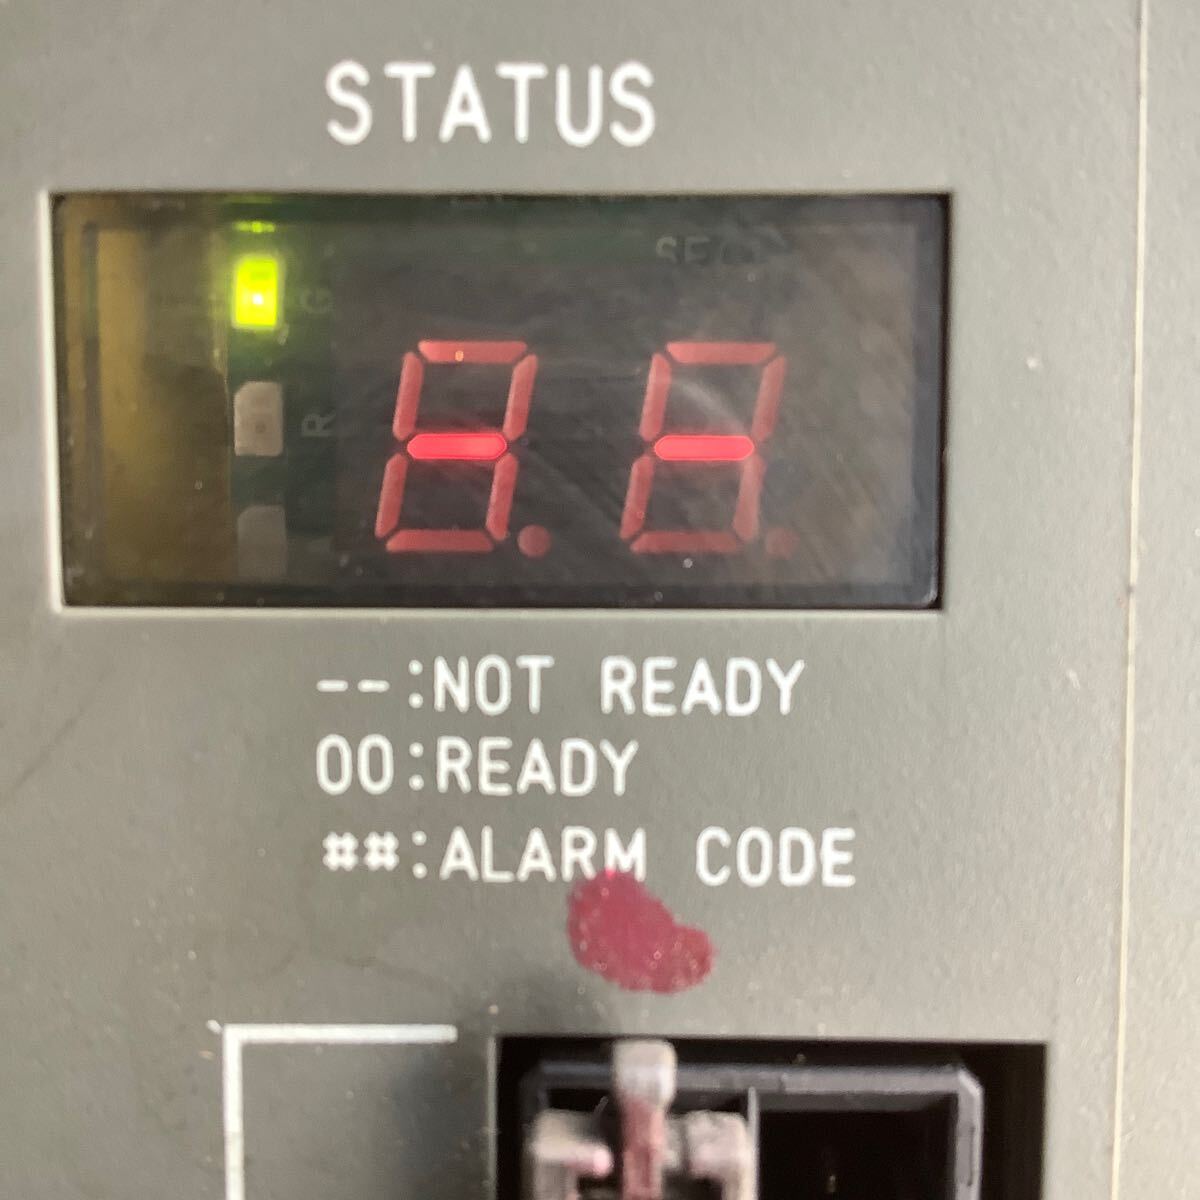 STATUS
G
R
--
--:NOT READY
00:READY
##:ALARM CODE